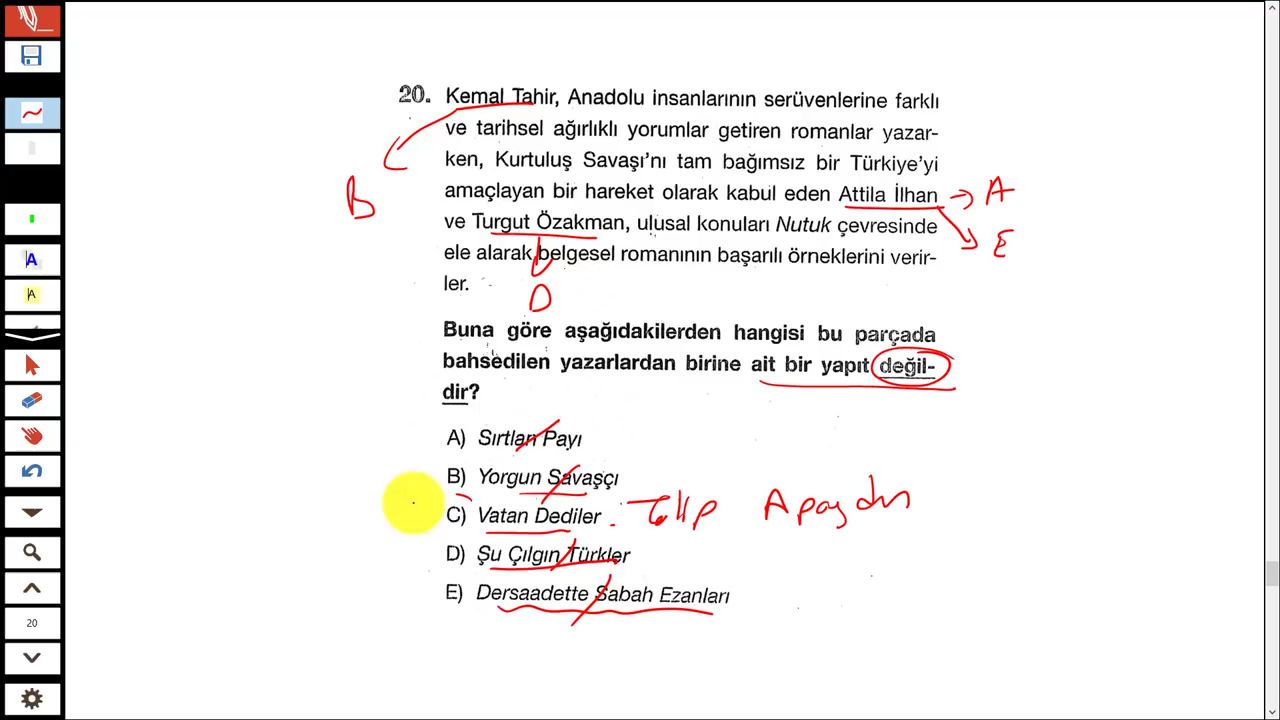 20. Kemal Tahir, Anadolu insanlarının serüvenlerine farklı
ve tarihsel ağırlıklı yorumlar getiren romanlar yazar-
ken, Kurtuluş Savaşı'nı tam bağımsız bir Türkiye'yi
amaçlayan bir hareket olarak kabul eden Attila İlhan → A
B
ve Turgut Özakman, ulusal konuları Nutuk çevresinde
E
ele alarak belgesel romanının başarılı örneklerini verir-
ler.
D
Buna göre aşağıdakilerden hangisi bu parçada
bahsedilen yazarlardan birine ait bir yapıt değil-
dir?
A) Sırtlan Payı
B) Yorgun Savaşçı
C) Vatan Dediler . Talip Apaydın
D) Şu Çılgın Türkler
E) Dersaadette Sabah Ezanları
A
A
20